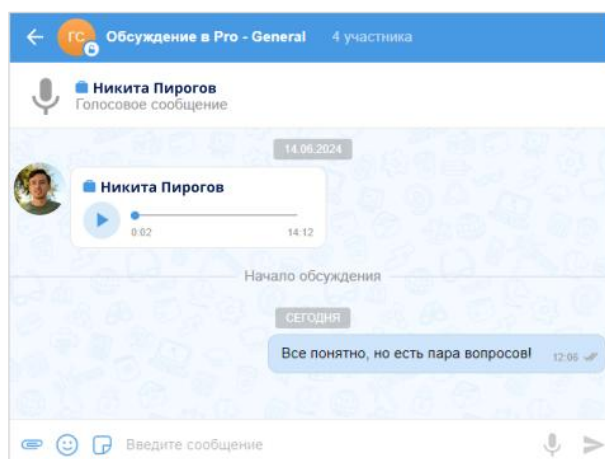 ГС Обсуждение в Pro - General 4 участника
Никита Пирогов
Голосовое сообщение
14.06.2024
Никита Пирогов
0:02 14:12
Начало обсуждения
СЕГОДНЯ
Все понятно, но есть пара вопросов! 12:06
Введите сообщение